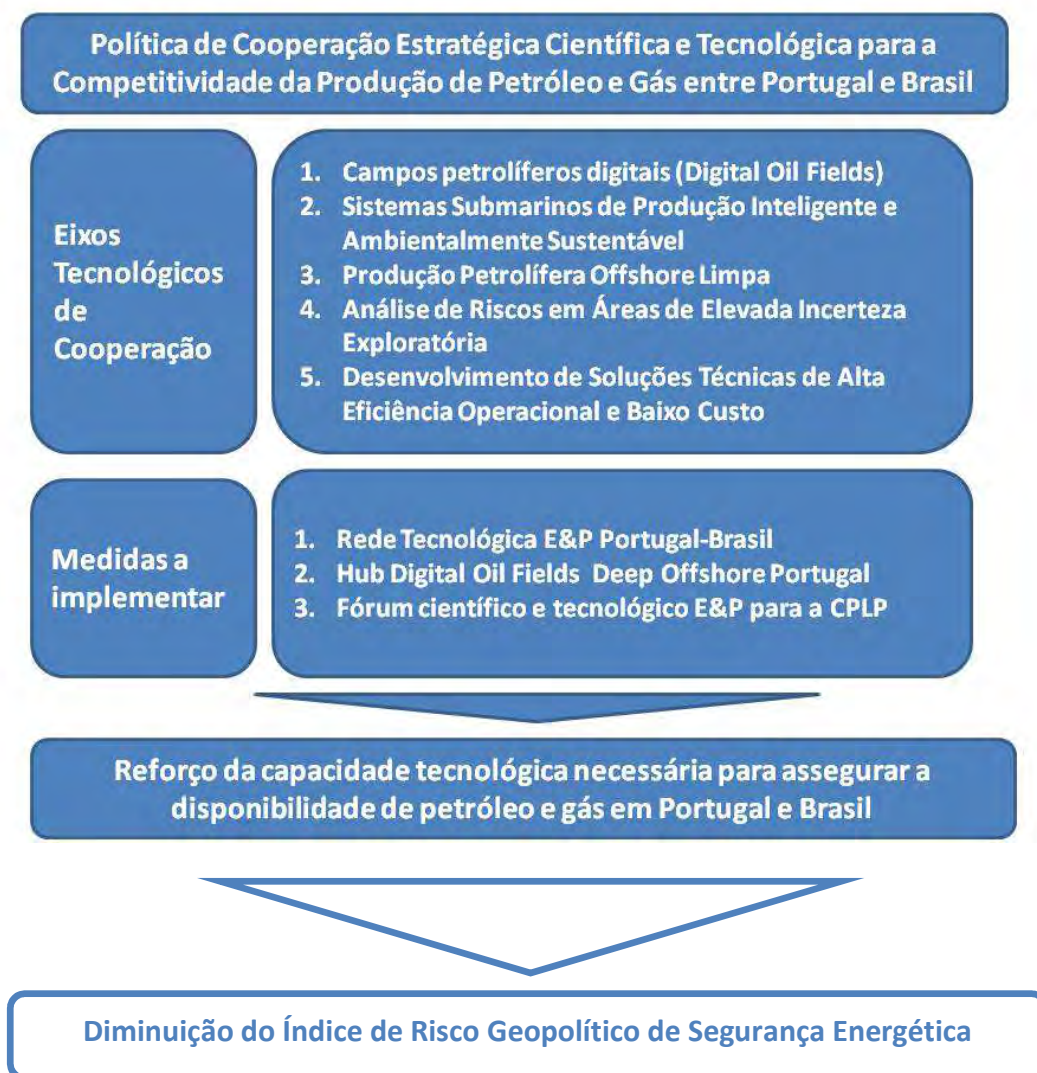 Política de Cooperação Estratégica Científica e Tecnológica para a
Competitividade da Produção de Petróleo e Gás entre Portugal e Brasil
Eixos
Tecnológicos
de
Cooperação
1. Campos petrolíferos digitais (Digital Oil Fields)
2. Sistemas Submarinos de Produção Inteligente e
Ambientalmente Sustentável
3. Produção Petrolífera Offshore Limpa
4. Análise de Riscos em Áreas de Elevada Incerteza
Exploratória
5. Desenvolvimento de Soluções Técnicas de Alta
Eficiência Operacional e Baixo Custo
Medidas a
implementar
1. Rede Tecnológica E&P Portugal-Brasil
2. Hub Digital Oil Fields Deep Offshore Portugal
3. Fórum científico e tecnológico E&P para a CPLP
Reforço da capacidade tecnológica necessária para assegurar a
disponibilidade de petróleo e gás em Portugal e Brasil
Diminuição do Índice de Risco Geopolítico de Segurança Energética